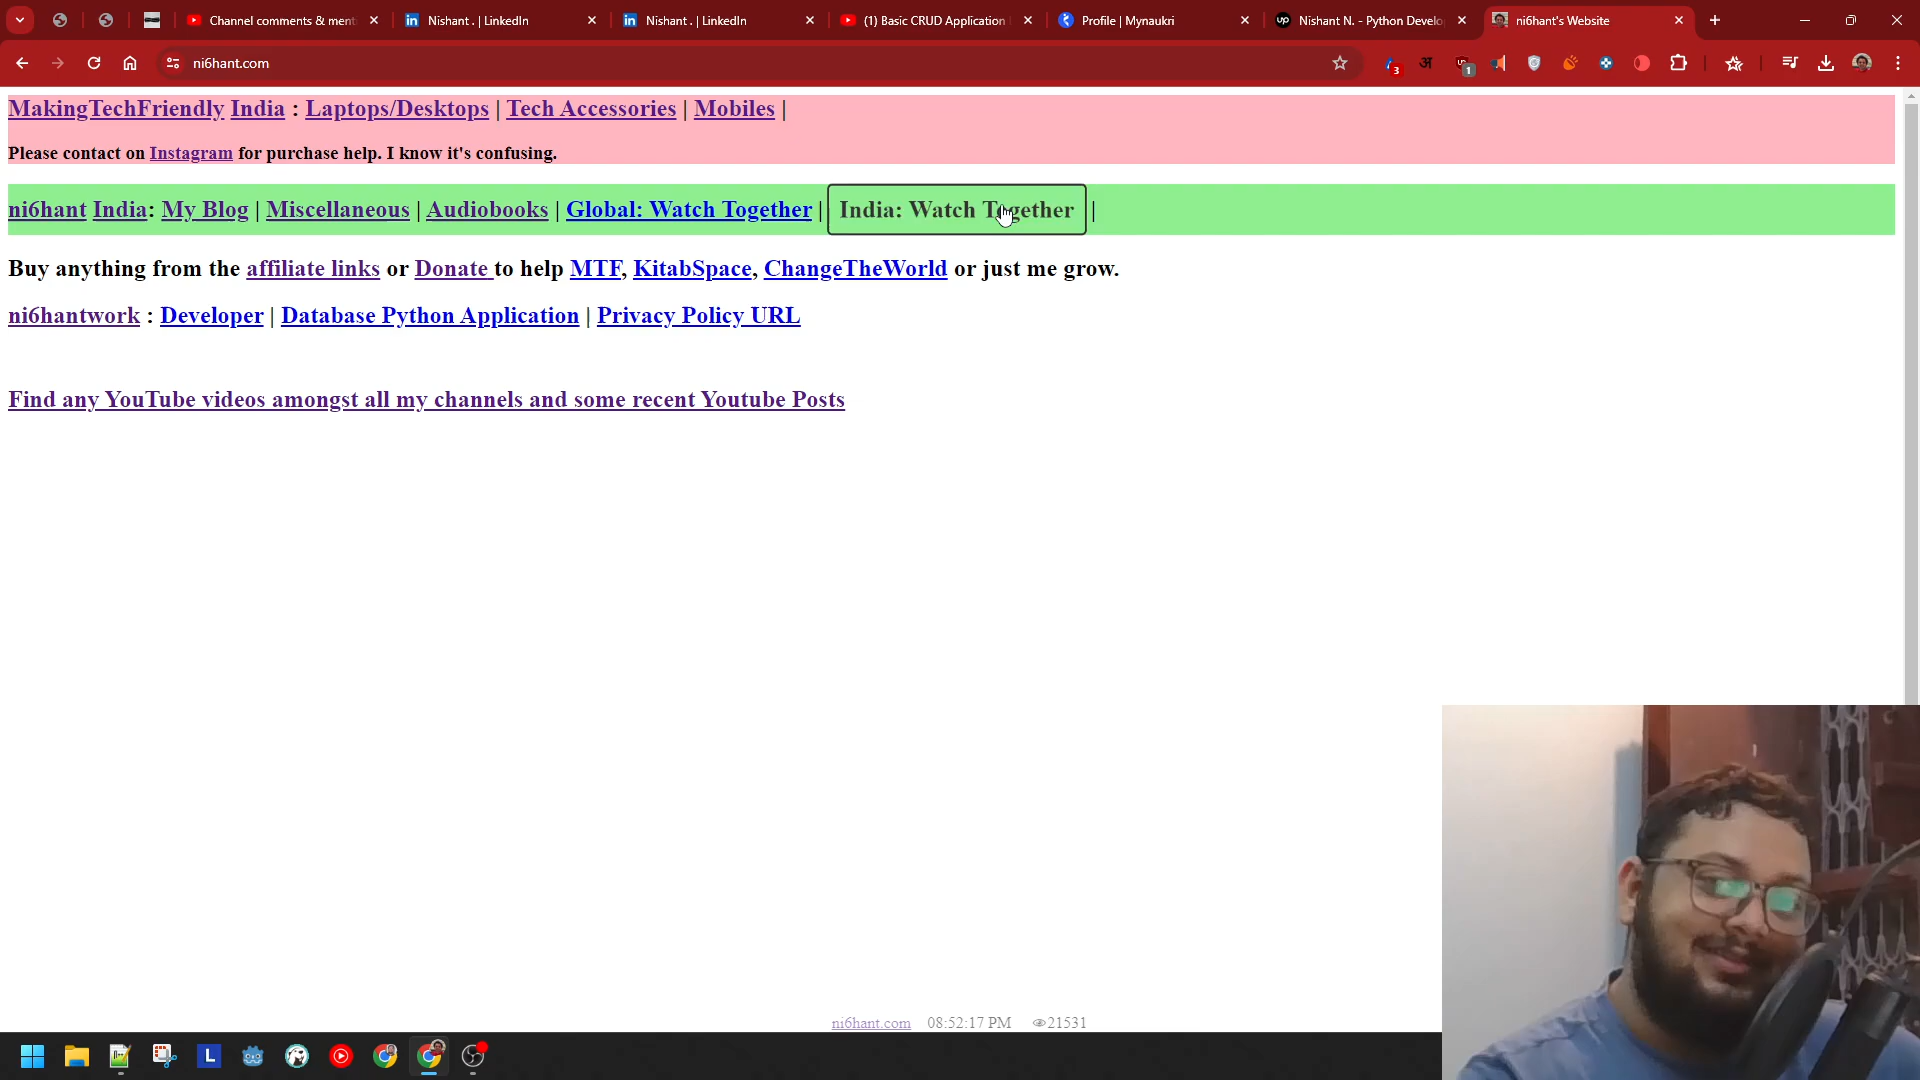 Channel comments & ment
Nishant . | LinkedIn
Nishant . | LinkedIn
(1) Basic CRUD Application
Profile | Mynaukri
up
Nishant N. - Python Develo
ni6hant's Website
ni6hant.com
3
अ
1
MakingTechFriendly India : Laptops/Desktops | Tech Accessories | Mobiles |
Please contact on Instagram for purchase help. I know it's confusing.
ni6hant India: My Blog | Miscellaneous | Audiobooks | Global: Watch Together | India: Watch Together |
Buy anything from the affiliate links or Donate to help MTF, KitabSpace, ChangeTheWorld or just me grow.
ni6hantwork : Developer | Database Python Application | Privacy Policy URL
Find any YouTube videos amongst all my channels and some recent Youtube Posts
ni6hant.com 08:52:17 PM 21531
L